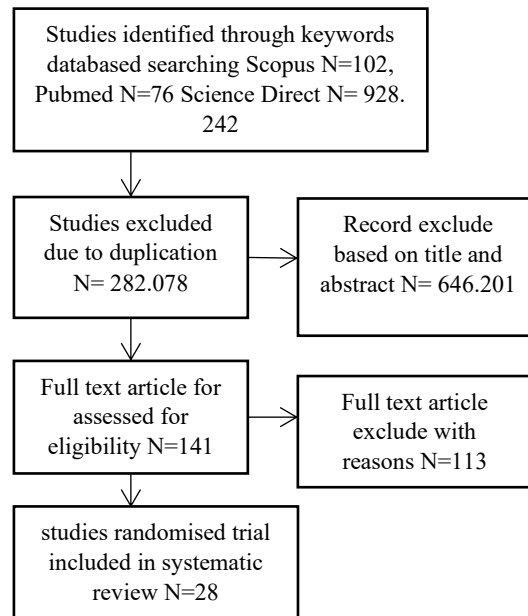 Studies identified through keywords
databased searching Scopus N=102,
Pubmed N=76 Science Direct N= 928.
242
Studies excluded
due to duplication
N= 282.078
Record exclude
based on title and
abstract N= 646.201
Full text article for
assessed for
eligibility N=141
Full text article
exclude with
reasons N=113
studies randomised trial
included in systematic
review N=28